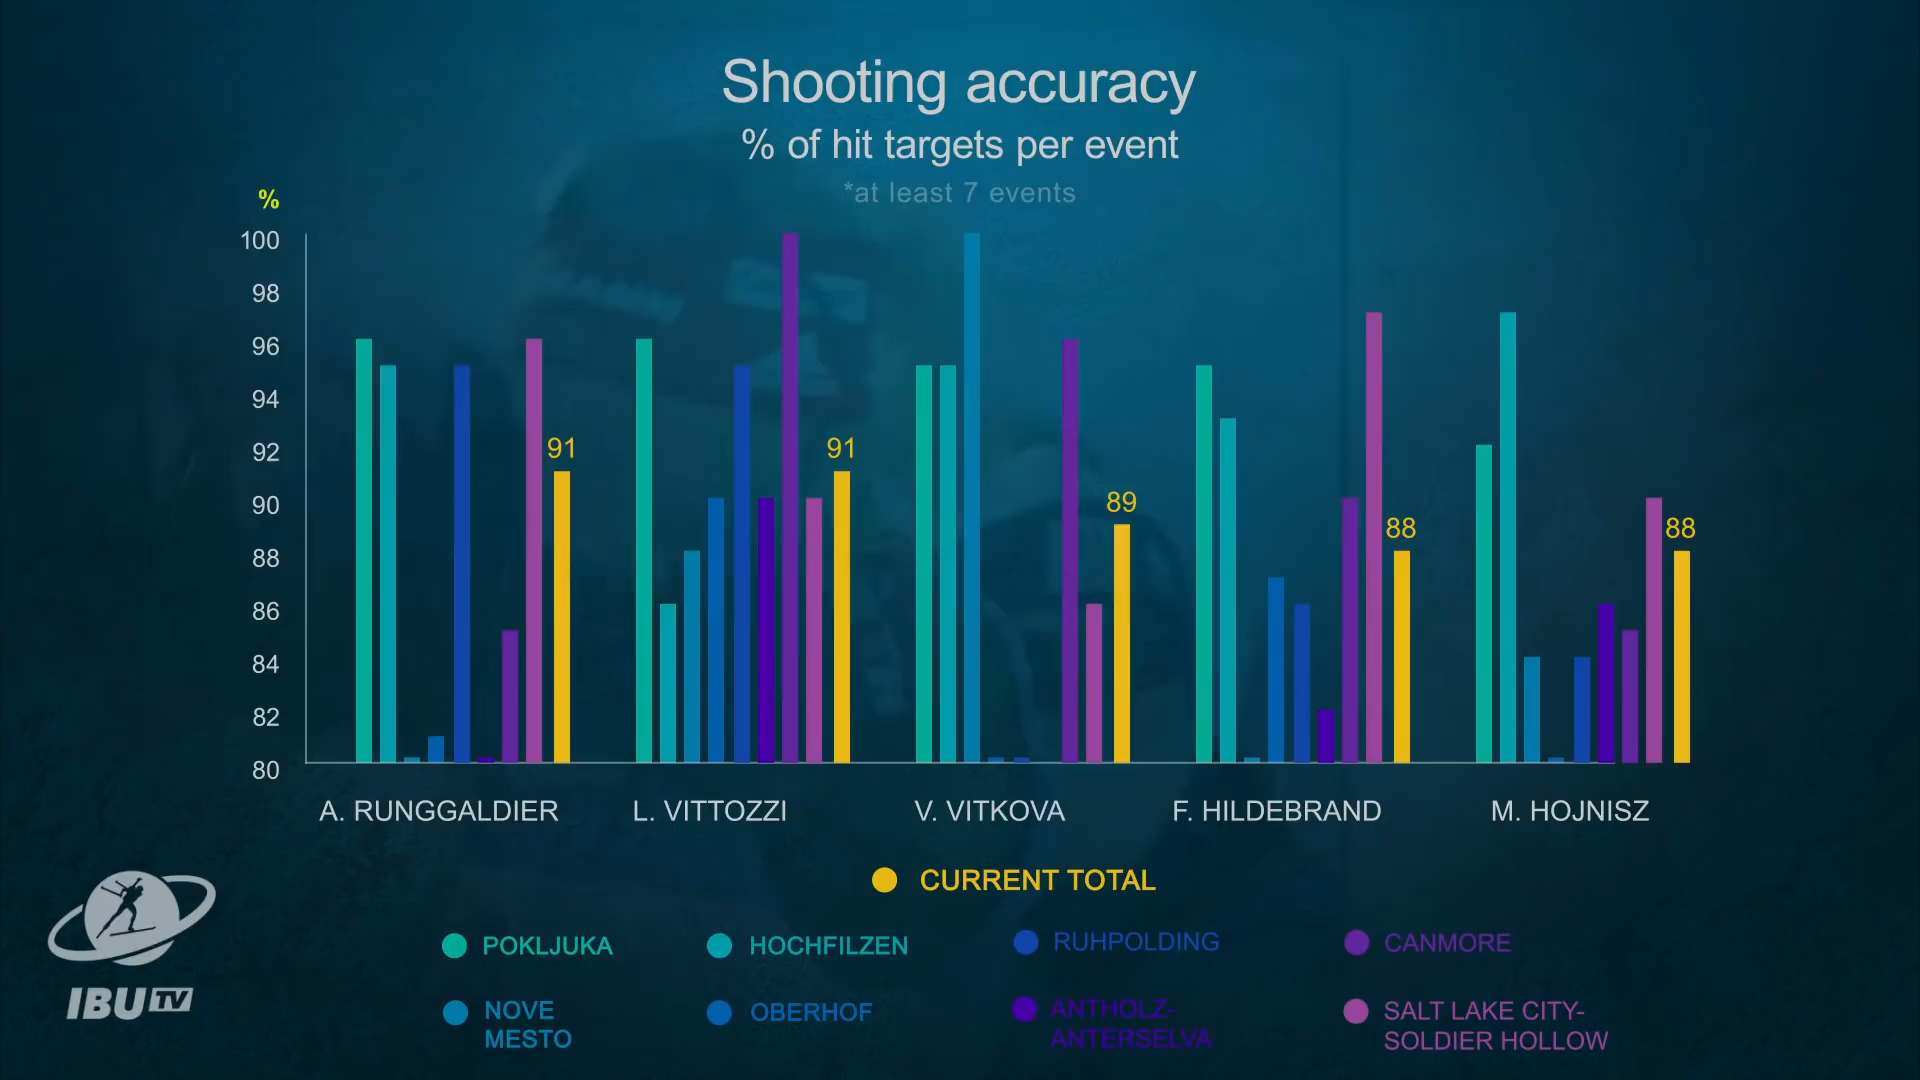 Shooting accuracy
% of hit targets per event
*at least 7 events
%
100
98
96
94
92
90
88
86
84
82
80
91
91
89
88
88
A. RUNGGALDIER
L. VITTOZZI
V. VITKOVA
F. HILDEBRAND
M. HOJNISZ
CURRENT TOTAL
POKLJUKA
HOCHFILZEN
RUHPOLDING
CANMORE
NOVE
MESTO
OBERHOF
ANTHOLZ-
ANTERSELVA
SALT LAKE CITY-
SOLDIER HOLLOW
IBU TV